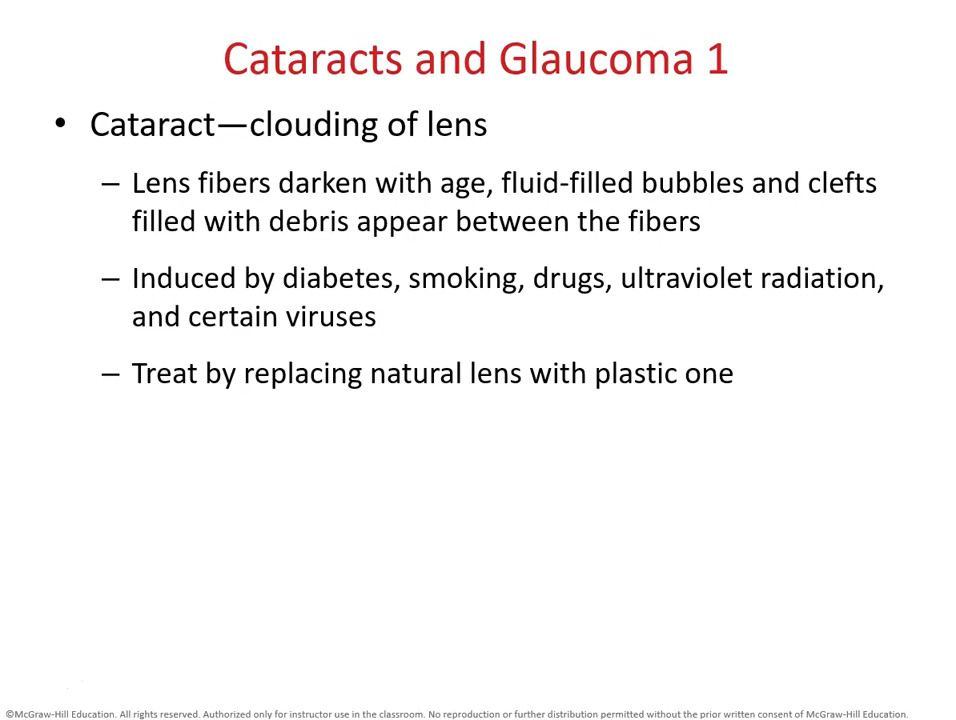 Cataracts and Glaucoma 1
• Cataract—clouding of lens
– Lens fibers darken with age, fluid-filled bubbles and clefts
filled with debris appear between the fibers
– Induced by diabetes, smoking, drugs, ultraviolet radiation,
and certain viruses
– Treat by replacing natural lens with plastic one
©McGraw-Hill Education. All rights reserved. Authorized only for instructor use in the classroom. No reproduction or further distribution permitted without the prior written consent of McGraw-Hill Education.